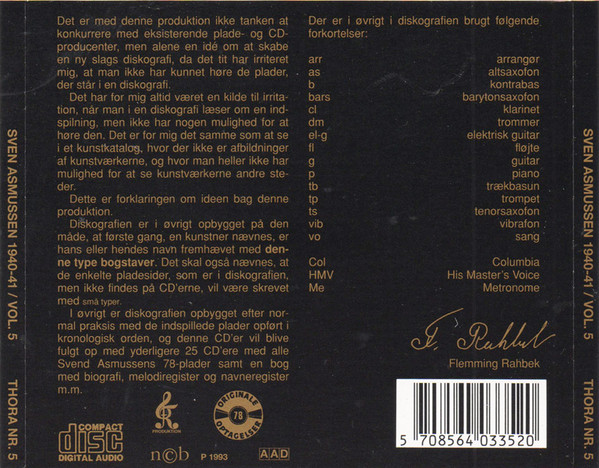 SVEN ASMUSSEN 1940-41 / VOL. 5
THORA NR. 5
Det er med denne produktion ikke tanken at
konkurrere med eksisterende plade- og CD-
producenter, men alene en idé om at skabe
en ny slags diskografi, da det tit har irriteret
mig, at man ikke har kunnet høre de plader,
der står i en diskografi.
Det har for mig altid været en kilde til irrita-
tion, når man i en diskografi læser om en ind-
spilning, men ikke har nogen mulighed for at
høre den. Det er for mig det samme som at se
i et kunstkatalog, hvor der ikke er afbildninger
af kunstværkerne, og hvor man heller ikke har
mulighed for at se kunstværkerne andre ste-
der.
Dette er forklaringen om ideen bag denne
produktion.
Diskografien er i øvrigt opbygget på den
måde, at første gang, en kunstner nævnes, er
hans eller hendes navn fremhævet med den-
ne type bogstaver. Det skal også nævnes, at
de enkelte pladesider, som er i diskografien,
men ikke findes på CD'erne, vil være skrevet
med små typer.
I øvrigt er diskografien opbygget efter nor-
mal praksis med de indspillede plader opført i
kronologisk orden, og denne CD'er vil blive
fulgt op med yderligere 25 CD'ere med alle
Svend Asmussens 78-plader samt en bog
med biografi, melodiregister og navneregister
m.m.
COMPACT
disc
DIGITAL AUDIO
PRODUKTION
n©b
P 1993
ORIGINALE
78
OPTAGELSER
AAD
Der er i øvrigt i diskografien brugt følgende
forkortelser:
arr arrangør
as altsaxofon
b kontrabas
bars barytonsaxofon
cl klarinet
dm trommer
el-g elektrisk guitar
fl fløjte
g guitar
p piano
tb trækbasun
tp trompet
ts tenorsaxofon
vib vibrafon
vo sang
Col Columbia
HMV His Master's Voice
Me Metronome
F. Rahbek
Flemming Rahbek
5 708564 033520
SVEN ASMUSSEN 1940-41 / VOL. 5
THORA NR. 5